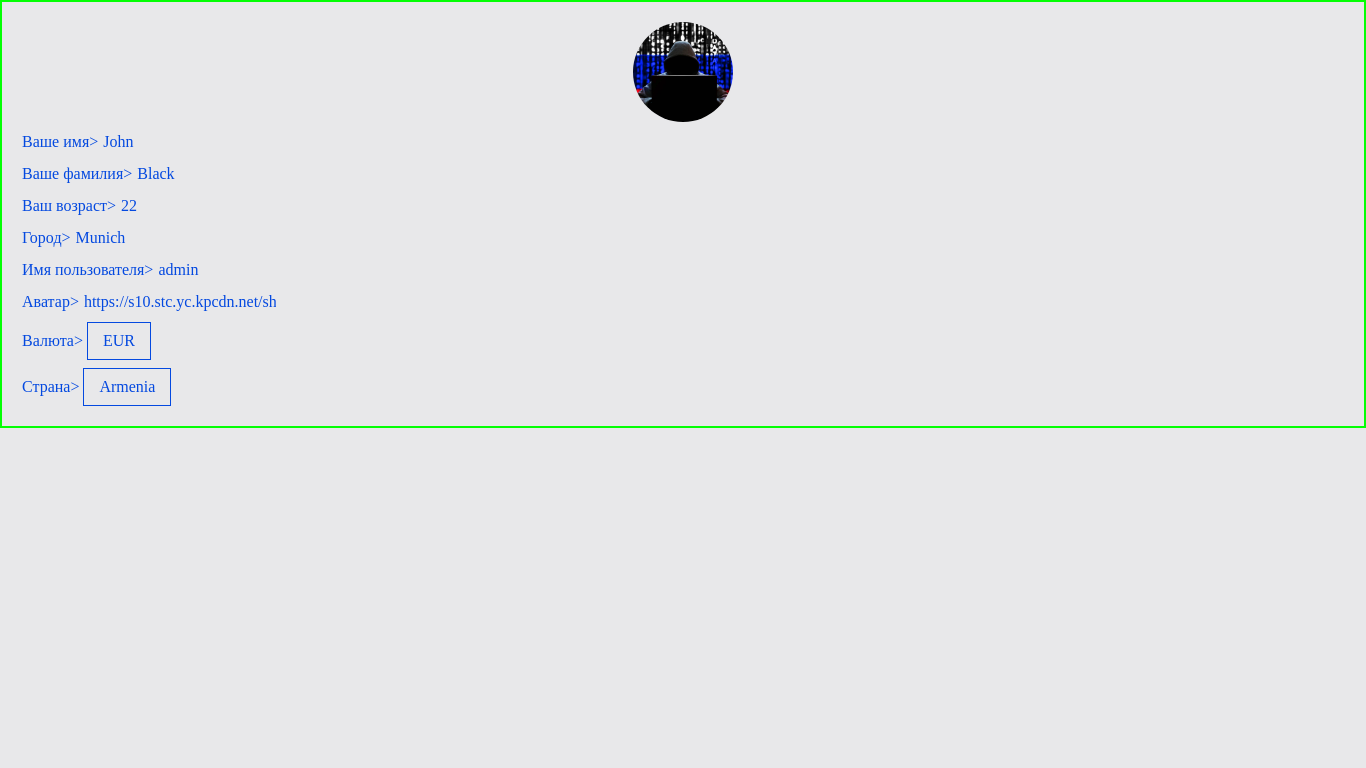 Ваше имя> John
Ваше фамилия> Black
Ваш возраст> 22
Город> Munich
Имя пользователя> admin
Аватар> https://s10.stc.yc.kpcdn.net/sh
Валюта> EUR
Страна> Armenia